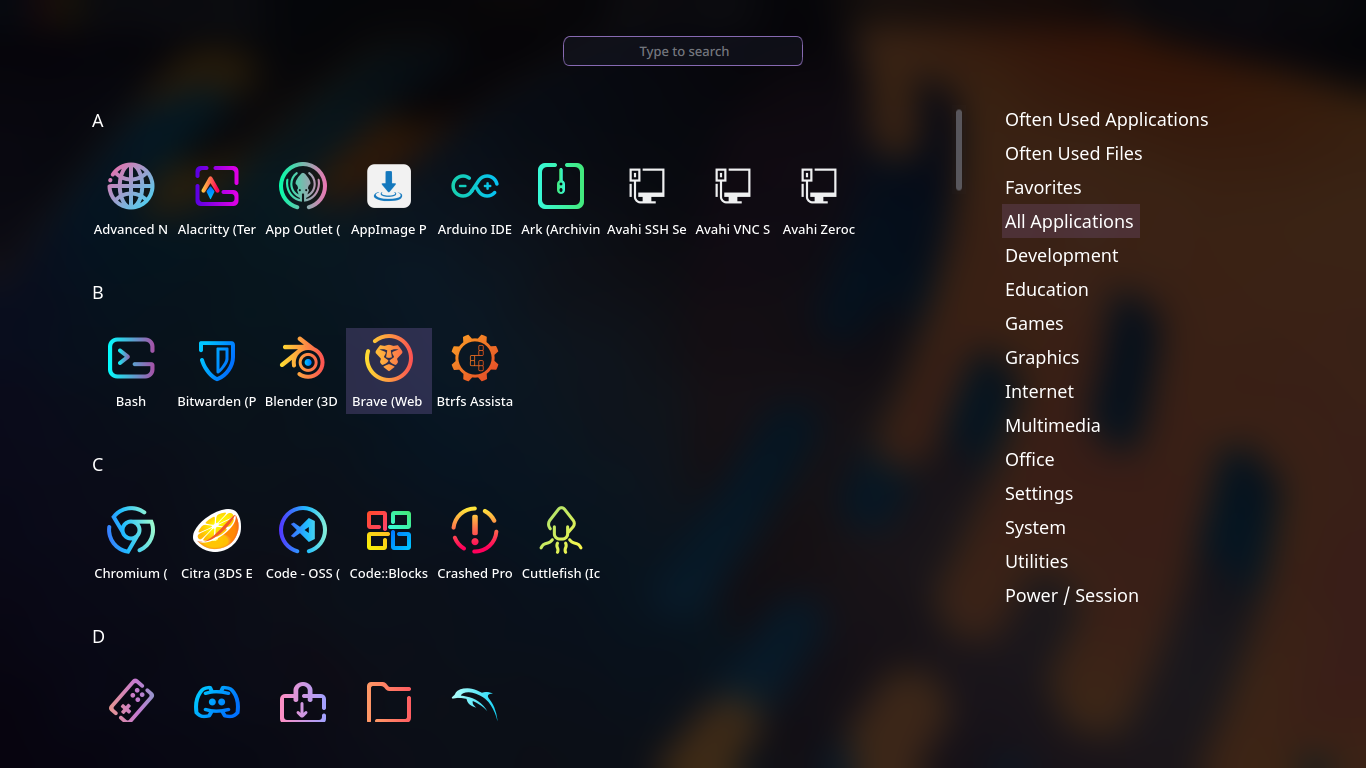 Type to search
A
Advanced N Alacritty (Ter App Outlet ( AppImage P Arduino IDE Ark (Archivin Avahi SSH Se Avahi VNC S Avahi Zeroc
B
Bash Bitwarden (P Blender (3D Brave (Web Btrfs Assista
C
Chromium ( Citra (3DS E Code - OSS ( Code::Blocks Crashed Pro Cuttlefish (Ic
D
Often Used Applications
Often Used Files
Favorites
All Applications
Development
Education
Games
Graphics
Internet
Multimedia
Office
Settings
System
Utilities
Power / Session